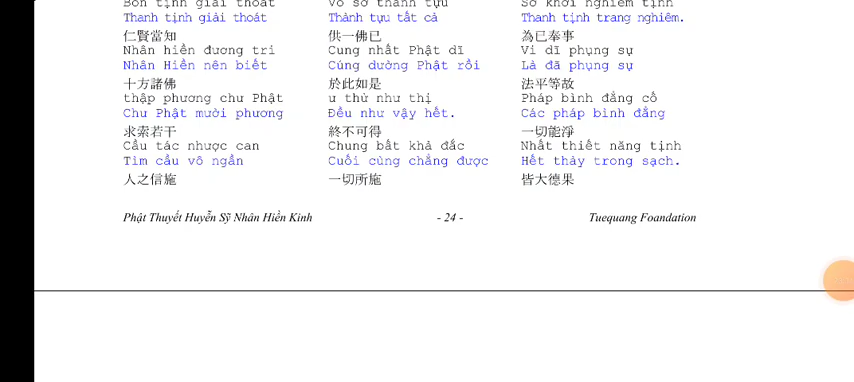 Bổn tịnh giải thoát Vô sở thành tựu Sở khởi nghiêm tịnh
Thanh tịnh giải thoát Thành tựu tất cả Thanh tịnh trang nghiêm.
仁賢當知 供一佛已 為已奉事
Nhân hiền đương tri Cung nhất Phật dĩ Vi dĩ phụng sự
Nhân Hiền nên biết Cúng dường Phật rồi Là đã phụng sự
十方諸佛 於此如是 法平等故
thập phương chư Phật ư thử như thị Pháp bình đẳng cố
Chư Phật mười phương Đều như vậy hết. Các pháp bình đẳng
求索若干 終不可得 一切能淨
Cầu tác nhược can Chung bất khả đắc Nhất thiết năng tịnh
Tìm cầu vô ngần Cuối cùng chẳng được Hết thảy trong sạch.
人之信施 一切所施 皆大德果
Phật Thuyết Huyễn Sỹ Nhân Hiền Kinh - 24 - Tuequang Foandation